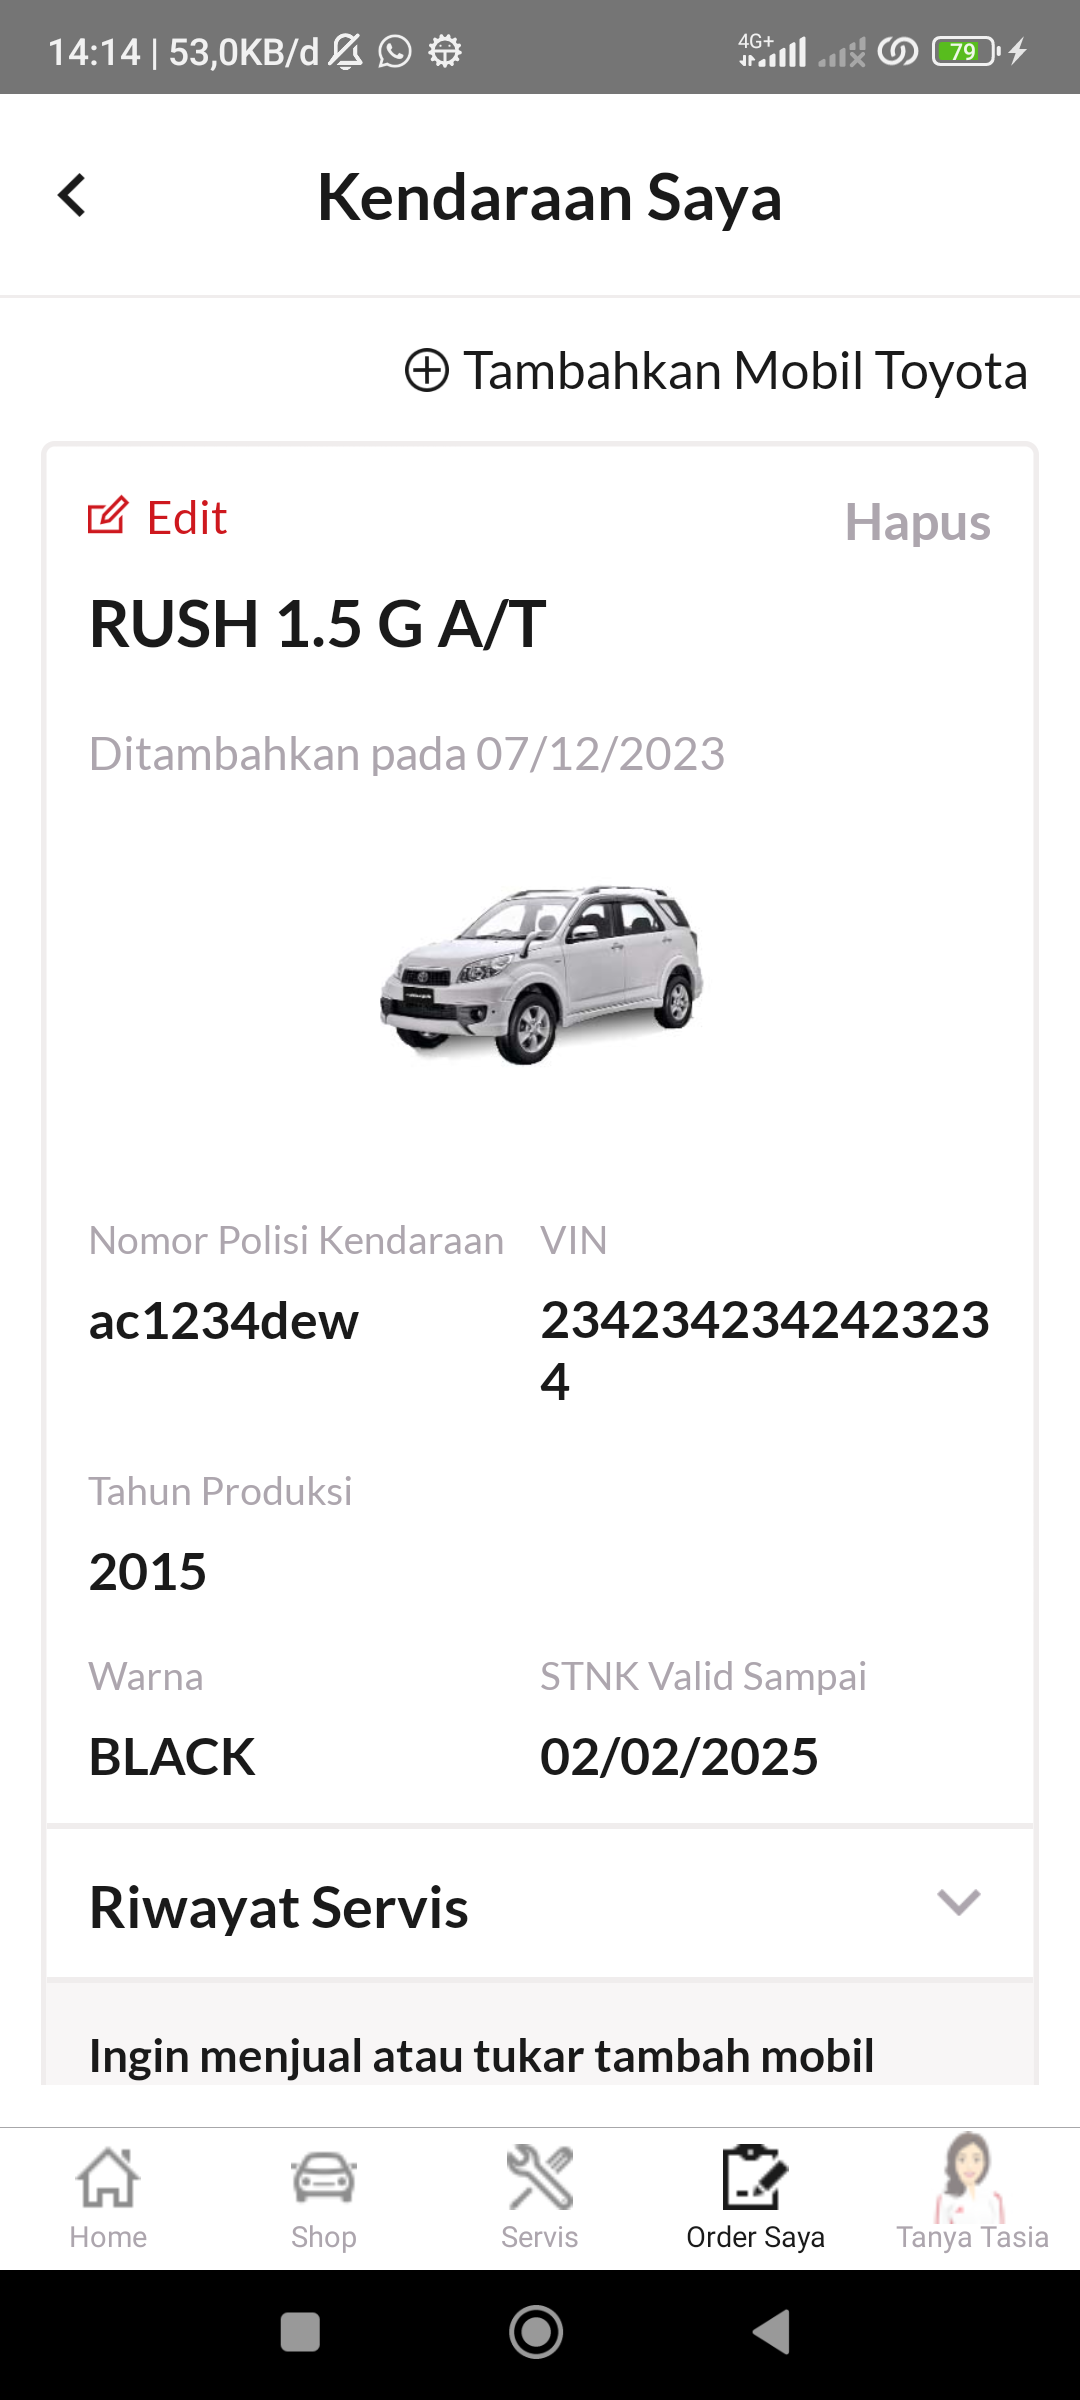 14:14 | 53,0KB/d
4G+
79
Kendaraan Saya
Tambahkan Mobil Toyota
Edit
Hapus
RUSH 1.5 G A/T
Ditambahkan pada 07/12/2023
Nomor Polisi Kendaraan
VIN
ac1234dew
234234234242323
4
Tahun Produksi
2015
Warna
STNK Valid Sampai
BLACK
02/02/2025
Riwayat Servis
Ingin menjual atau tukar tambah mobil
Home
Shop
Servis
Order Saya
Tanya Tasia